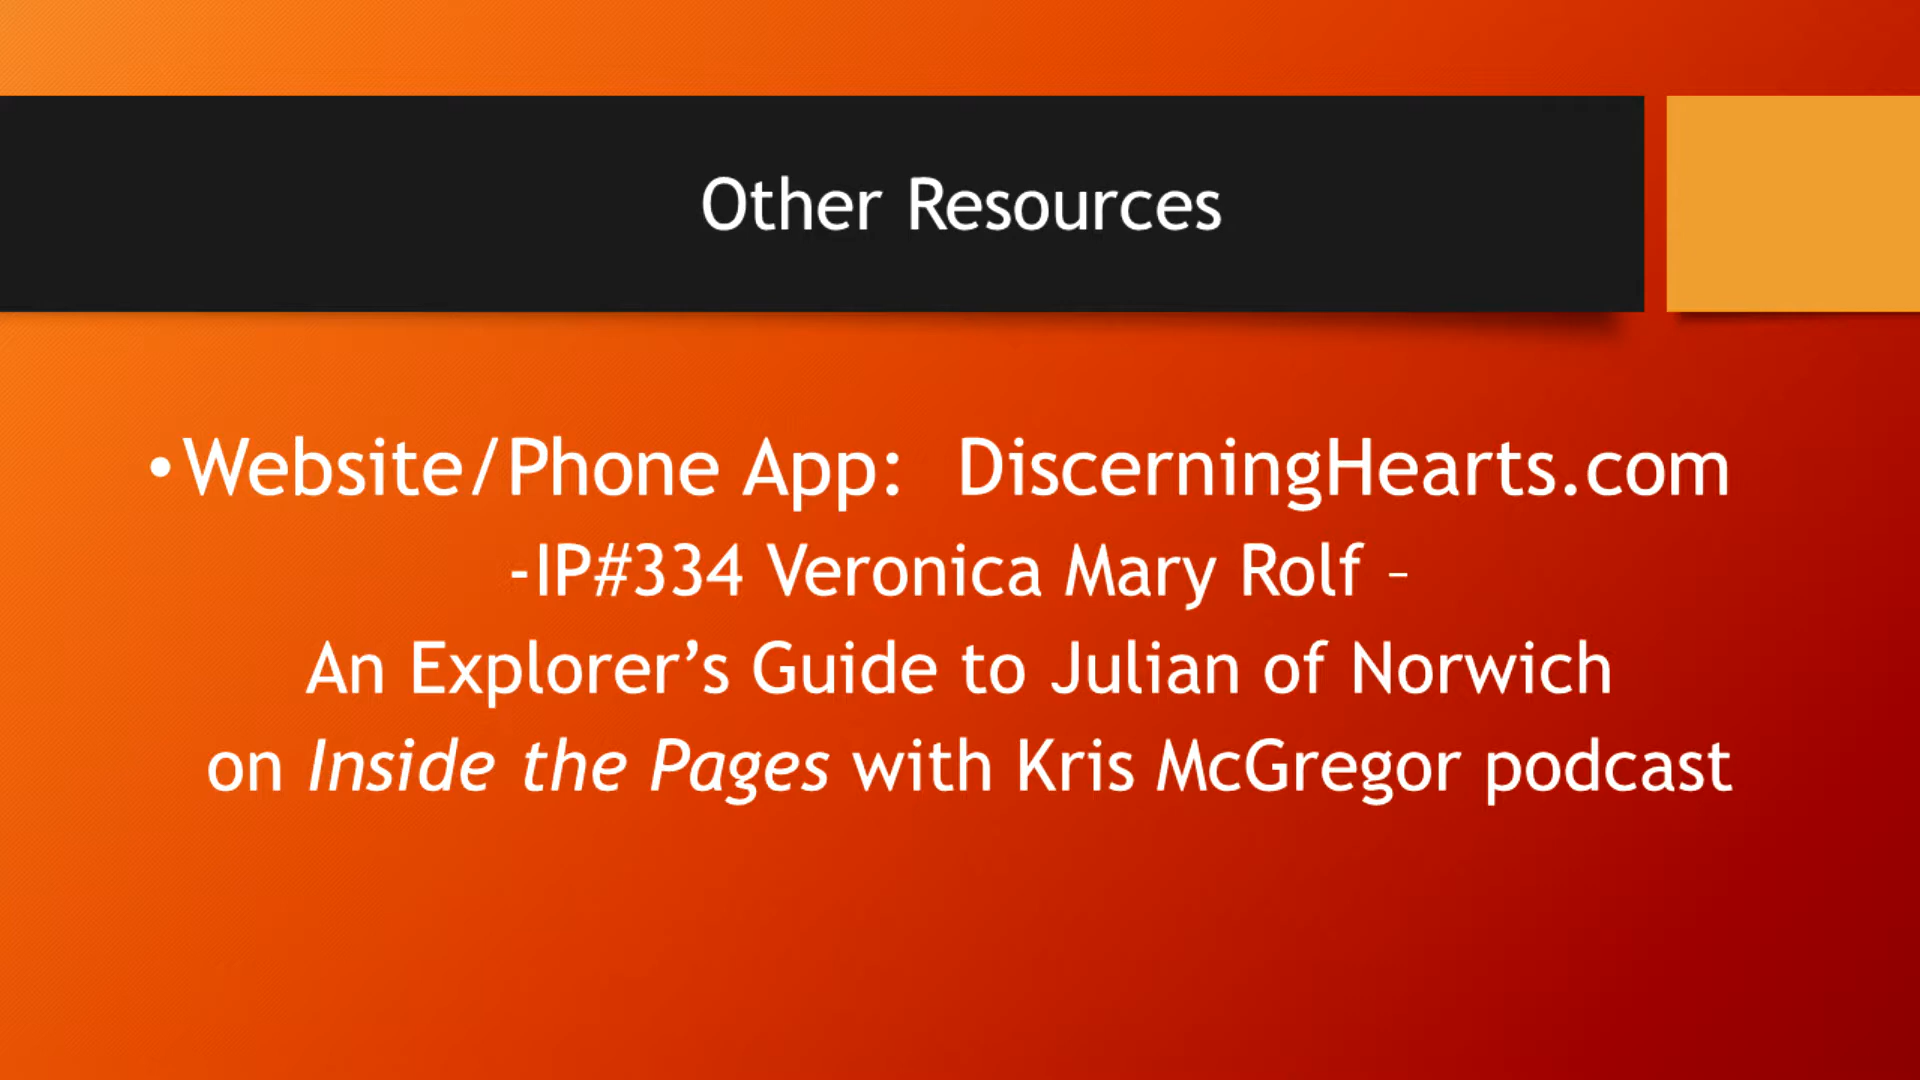 Other Resources
•Website/Phone App:  DiscerningHearts.com
-IP#334 Veronica Mary Rolf –
An Explorer’s Guide to Julian of Norwich
on Inside the Pages with Kris McGregor podcast